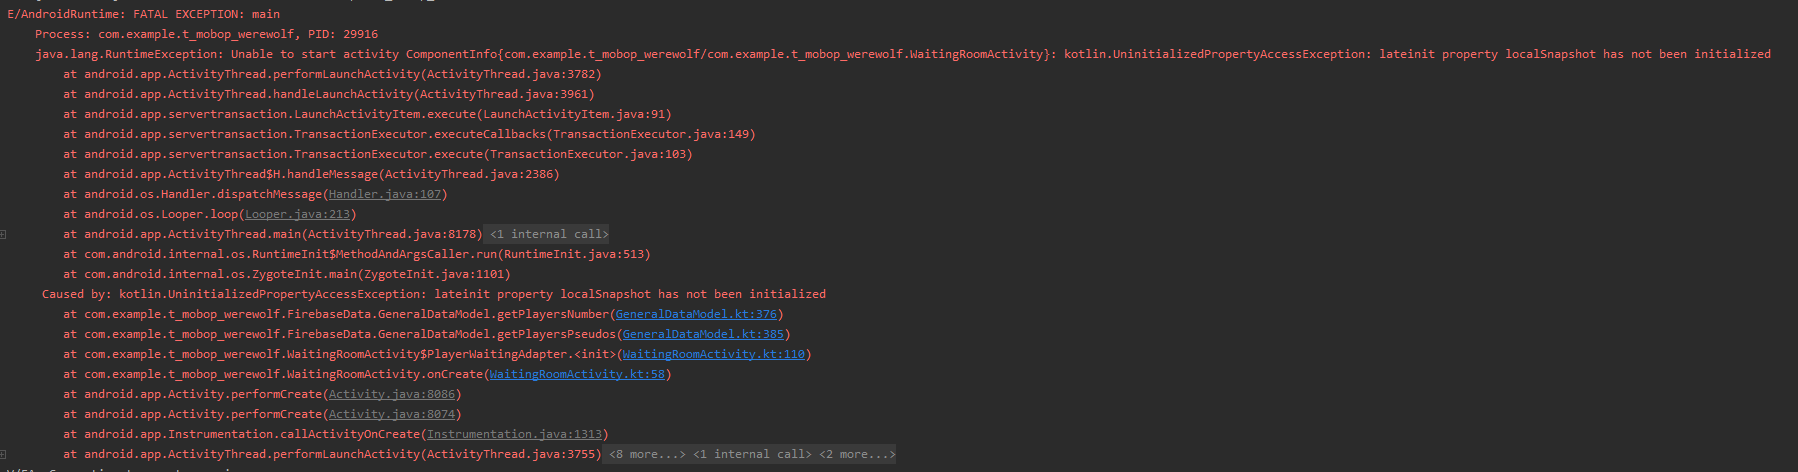 E/AndroidRuntime: FATAL EXCEPTION: main
Process: com.example.t_mobop_werewolf, PID: 29916
java.lang.RuntimeException: Unable to start activity ComponentInfo{com.example.t_mobop_werewolf/com.example.t_mobop_werewolf.WaitingRoomActivity}: kotlin.UninitializedPropertyAccessException: lateinit property localSnapshot has not been initialized
at android.app.ActivityThread.performLaunchActivity(ActivityThread.java:3782)
at android.app.ActivityThread.handleLaunchActivity(ActivityThread.java:3961)
at android.app.servertransaction.LaunchActivityItem.execute(LaunchActivityItem.java:91)
at android.app.servertransaction.TransactionExecutor.executeCallbacks(TransactionExecutor.java:149)
at android.app.servertransaction.TransactionExecutor.execute(TransactionExecutor.java:103)
at android.app.ActivityThread$H.handleMessage(ActivityThread.java:2386)
at android.os.Handler.dispatchMessage(Handler.java:107)
at android.os.Looper.loop(Looper.java:213)
at android.app.ActivityThread.main(ActivityThread.java:8178) <1 internal call>
at com.android.internal.os.RuntimeInit$MethodAndArgsCaller.run(RuntimeInit.java:513)
at com.android.internal.os.ZygoteInit.main(ZygoteInit.java:1101)
Caused by: kotlin.UninitializedPropertyAccessException: lateinit property localSnapshot has not been initialized
at com.example.t_mobop_werewolf.FirebaseData.GeneralDataModel.getPlayersNumber(GeneralDataModel.kt:376)
at com.example.t_mobop_werewolf.FirebaseData.GeneralDataModel.getPlayersPseudos(GeneralDataModel.kt:385)
at com.example.t_mobop_werewolf.WaitingRoomActivity$PlayerWaitingAdapter.<init>(WaitingRoomActivity.kt:110)
at com.example.t_mobop_werewolf.WaitingRoomActivity.onCreate(WaitingRoomActivity.kt:58)
at android.app.Activity.performCreate(Activity.java:8086)
at android.app.Activity.performCreate(Activity.java:8074)
at android.app.Instrumentation.callActivityOnCreate(Instrumentation.java:1313)
at android.app.ActivityThread.performLaunchActivity(ActivityThread.java:3755) <8 more...> <1 internal call> <2 more...>